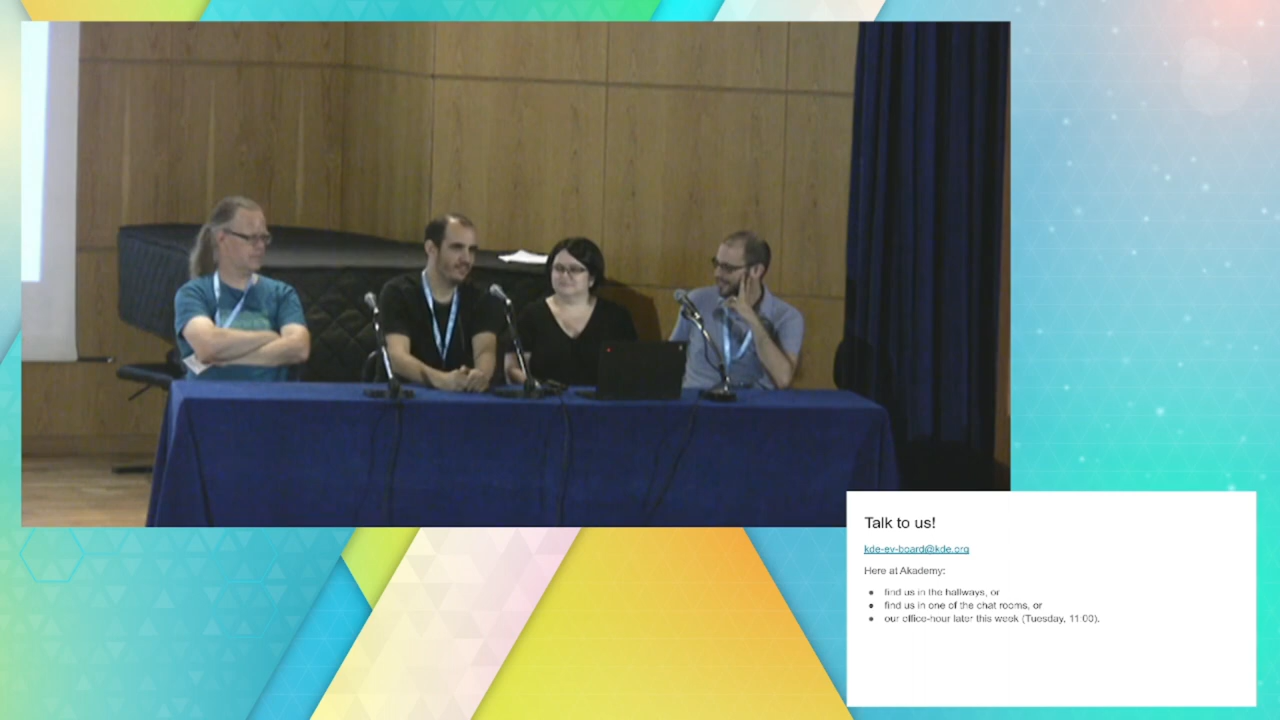 Talk to us!
kde-ev-board@kde.org
Here at Akademy:
● find us in the hallways, or
● find us in one of the chat rooms, or
● our office-hour later this week (Tuesday, 11:00).